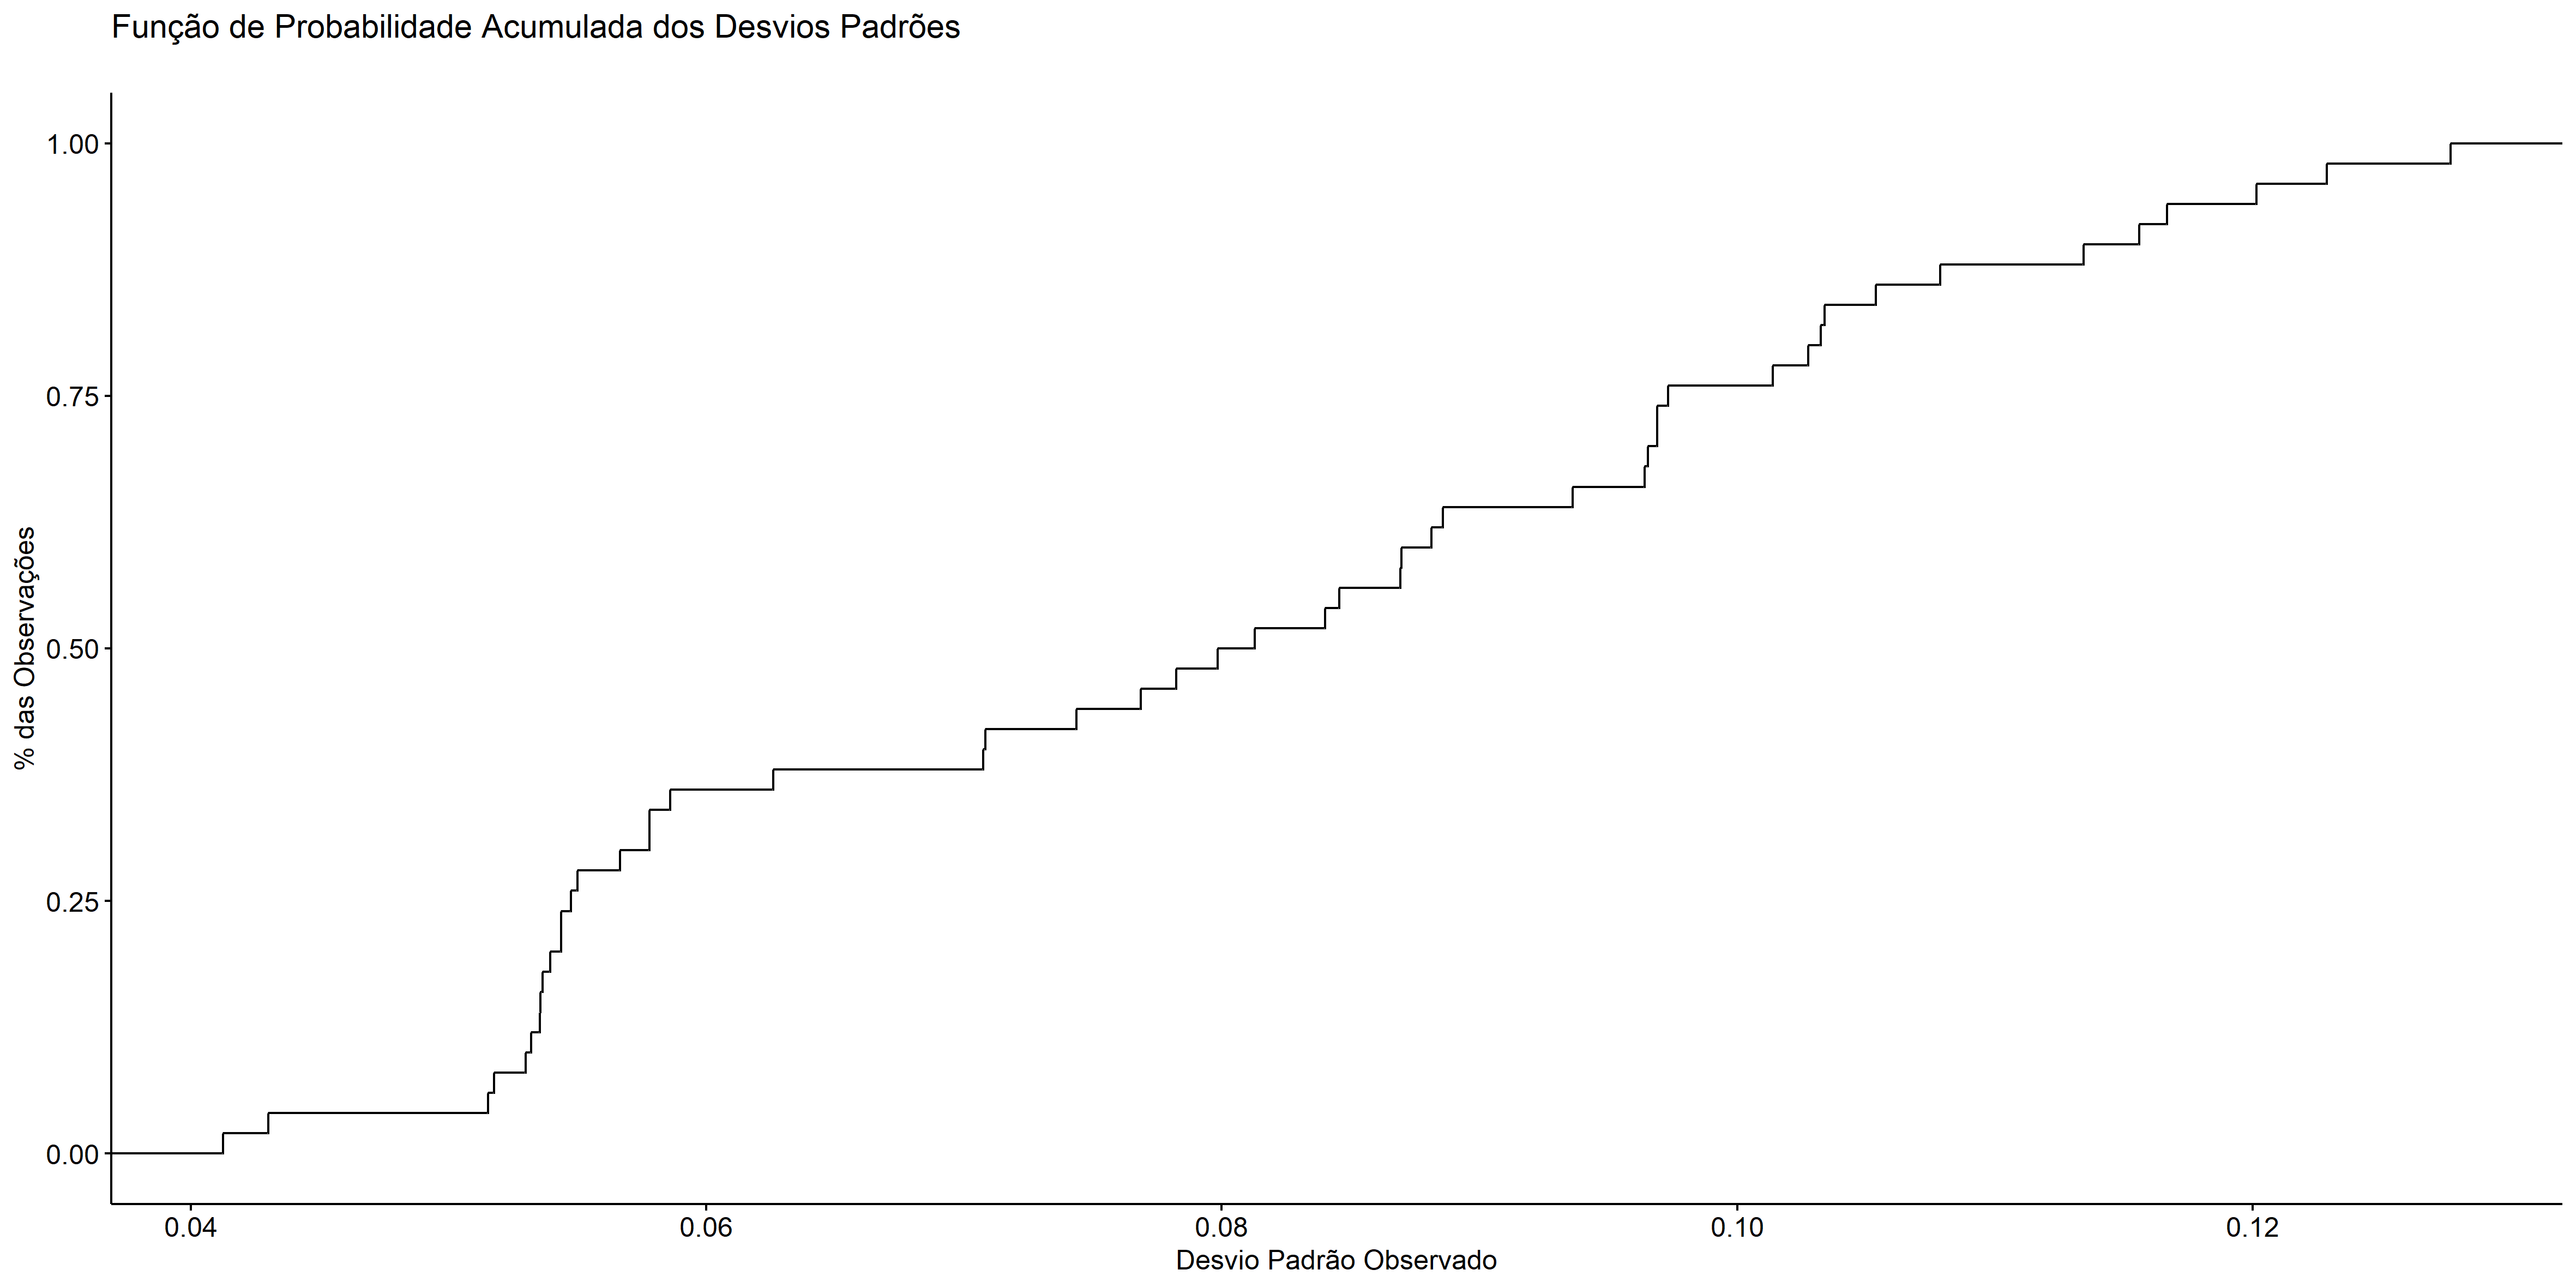 Função de Probabilidade Acumulada dos Desvios Padrões
1.00
0.75
0.50
0.25
0.00
% das Observações
0.04 0.06 0.08 0.10 0.12
Desvio Padrão Observado